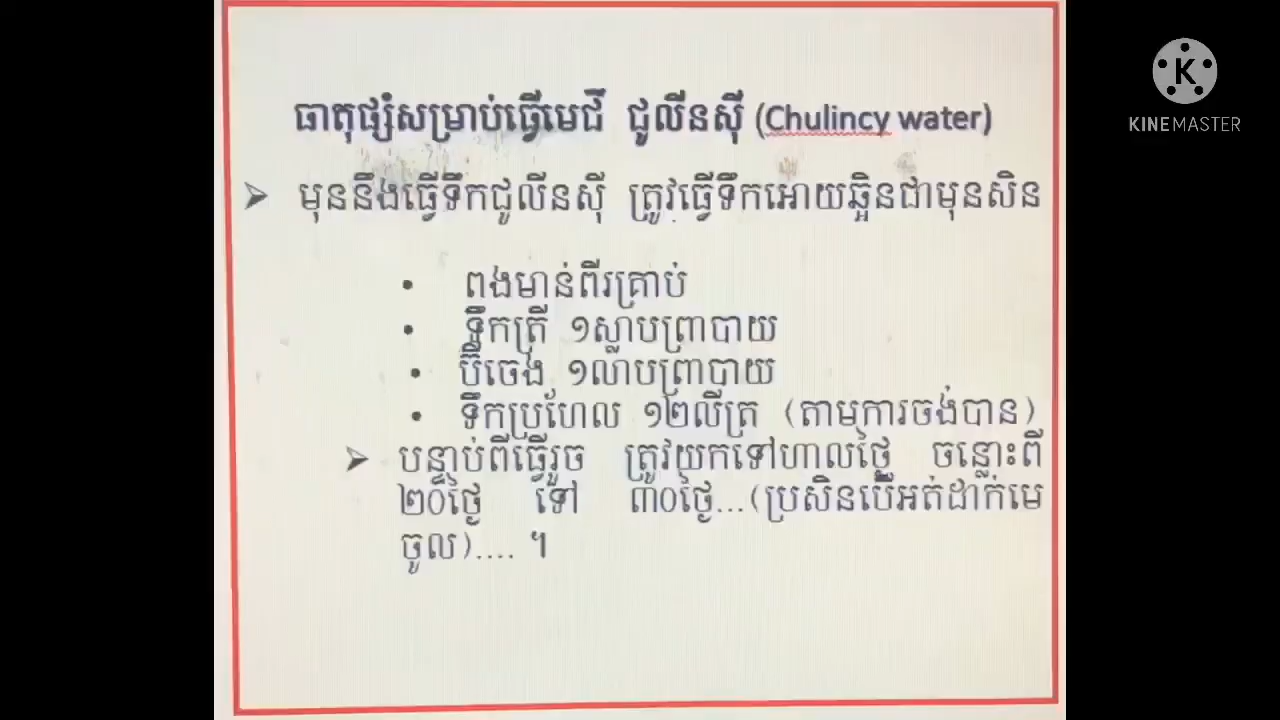 ធាតុផ្សំសម្រាប់ធ្វើមេជី ជូលីនស៊ី (Chulincy water)
KINEMASTER
➢ មុននឹងធ្វើទឹកជូលីនស៊ី ត្រូវធ្វើទឹកអោយឆ្អិនជាមុនសិន
• ពងមាន់ពីរគ្រាប់
• ទឹកត្រី ១ស្លាបព្រាបាយ
• ប៊ីចេង ១លាបព្រាបាយ
• ទឹកប្រហែល ១២លីត្រ (តាមការចង់បាន)
➢ បន្ទាប់ពីធ្វើរួច ត្រូវយកទៅហាលថ្ងៃ ចន្លោះពី
២០ថ្ងៃ ទៅ ៣០ថ្ងៃ...(ប្រសិនបើអត់ដាក់មេ
ចូល).... ។